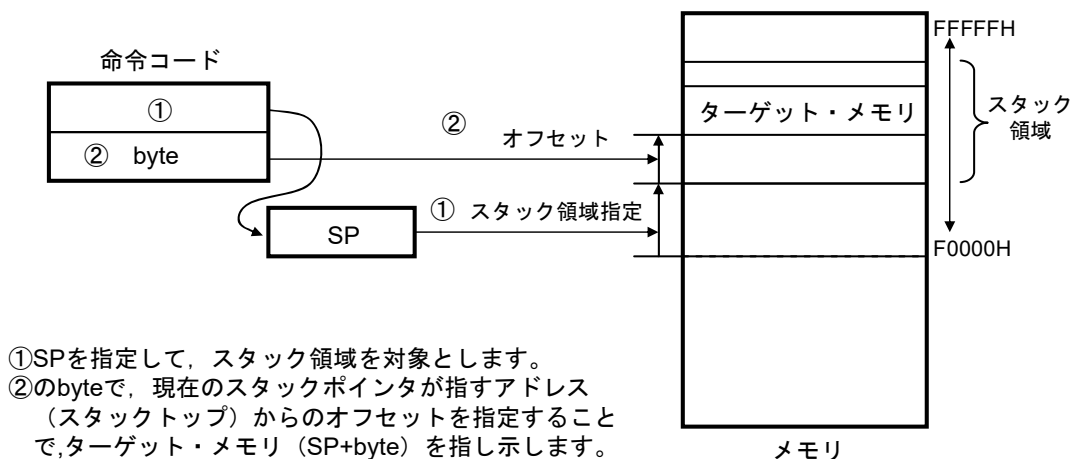 FFFFFH
命令コード
①
② byte
②
オフセット
ターゲット・メモリ
スタック
領域
① スタック領域指定
SP
F0000H
①SPを指定して，スタック領域を対象とします。
②のbyteで，現在のスタックポインタが指すアドレス
（スタックトップ）からのオフセットを指定すること
で,ターゲット・メモリ（SP+byte）を指し示します。
メモリ